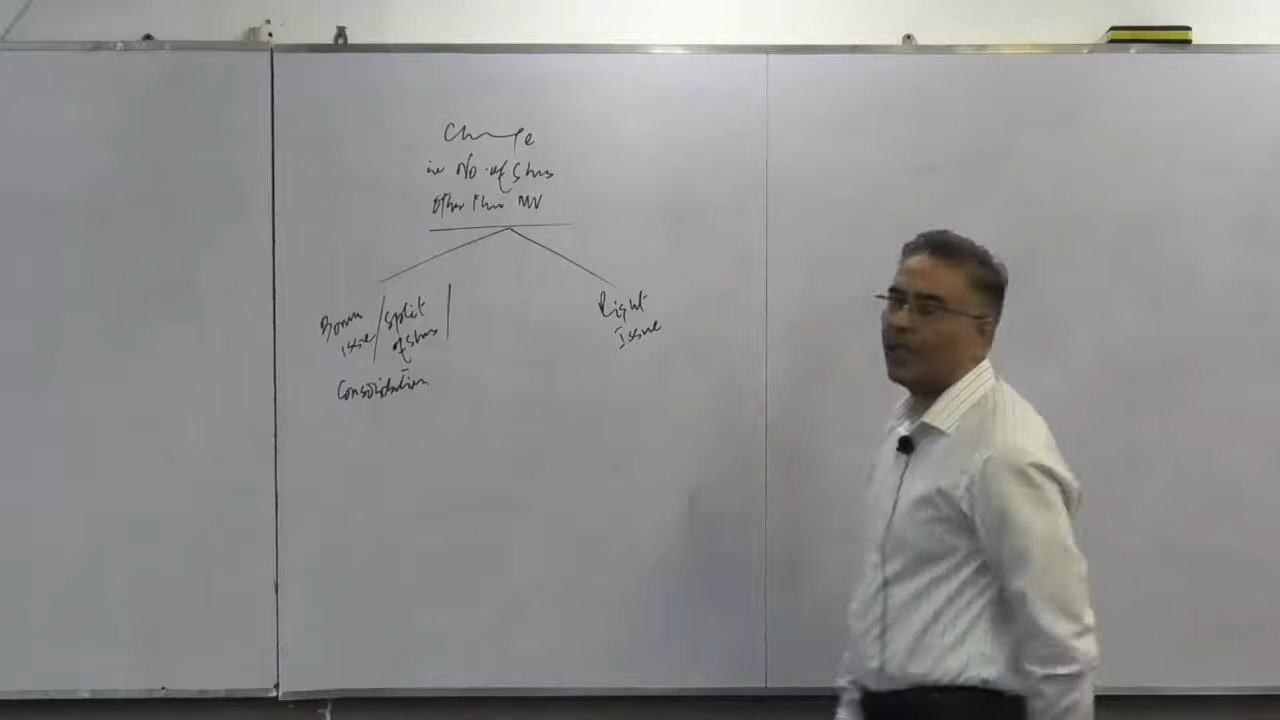 Change
in No. of Shrs
other than MV
Bonus issue / Split of Shrs /
Consolidation
Right
Issue